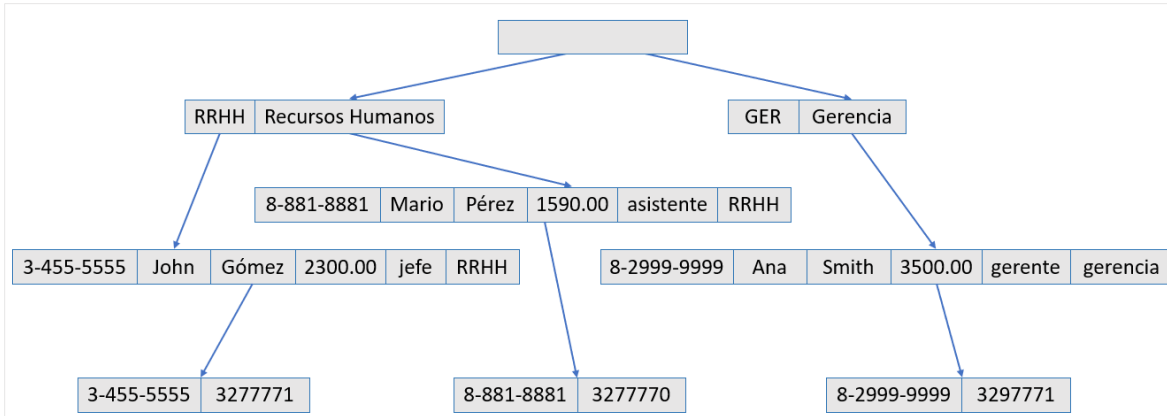 RRHH Recursos Humanos GER Gerencia
8-881-8881 Mario Pérez 1590.00 asistente RRHH
3-455-5555 John Gómez 2300.00 jefe RRHH 8-2999-9999 Ana Smith 3500.00 gerente gerencia
3-455-5555 3277771 8-881-8881 3277770 8-2999-9999 3297771